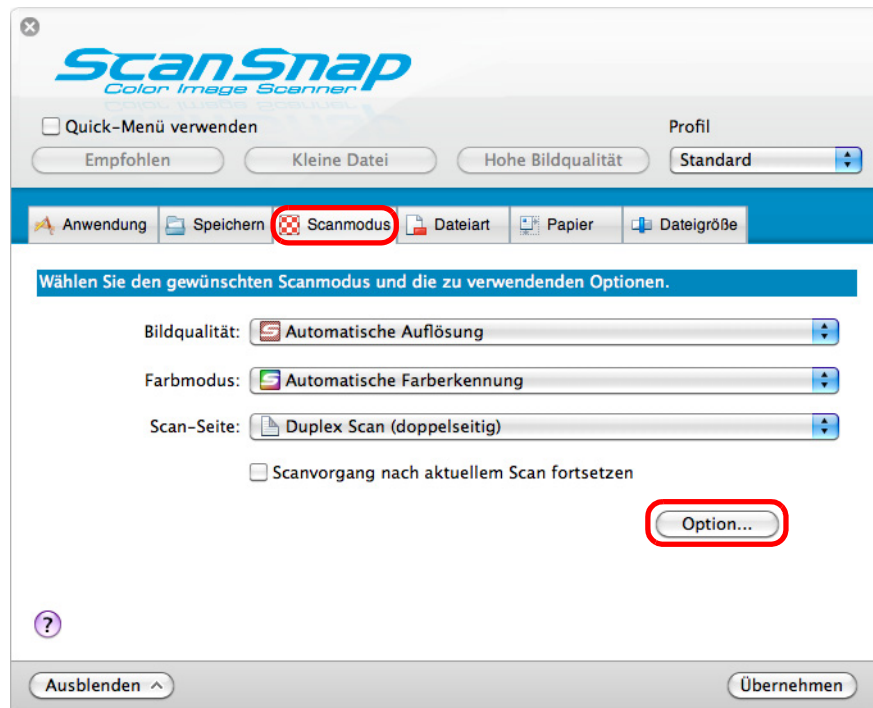 ScanSnap
Color Image Scanner
Quick-Menü verwenden
Profil
Empfohlen Kleine Datei Hohe Bildqualität Standard
Anwendung Speichern Scanmodus Dateiart Papier Dateigröße
Wählen Sie den gewünschten Scanmodus und die zu verwendenden Optionen.
Bildqualität: Automatische Auflösung
Farbmodus: Automatische Farberkennung
Scan-Seite: Duplex Scan (doppelseitig)
Scanvorgang nach aktuellem Scan fortsetzen
Option...
?
Ausblenden Übernehmen